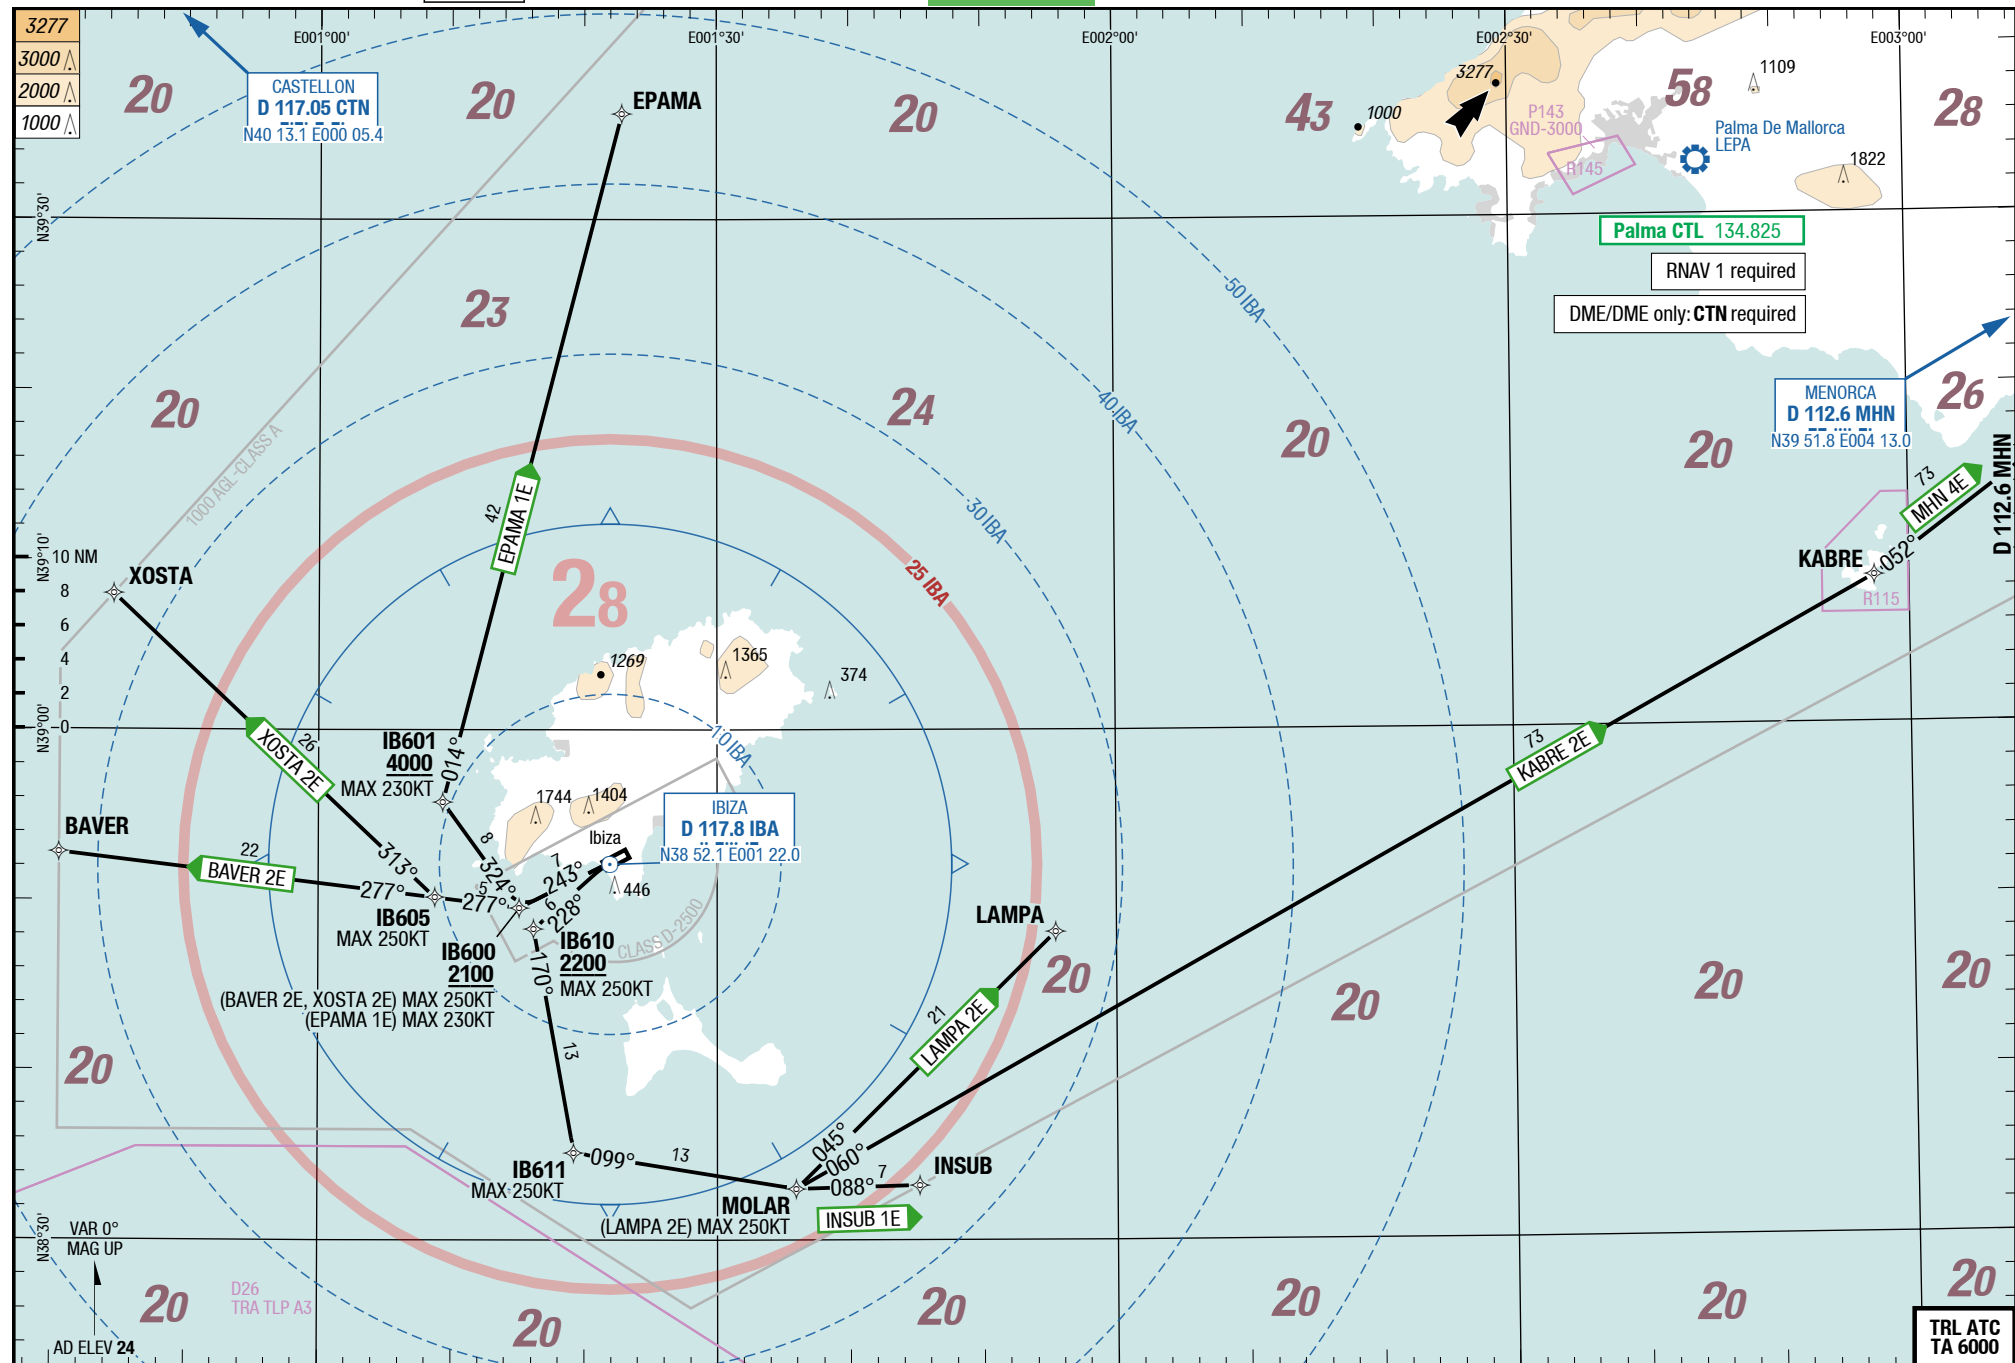 3277
3000
2000
1000
E001°00'
E001°30'
E002°00'
E002°30'
E003°00'
20
CASTELLON
D 117.05 CTN
N40 13.1 E000 05.4
20
EPAMA
20
43
1000
3277
58
1109
28
P143
GND-3000
R145
Palma De Mallorca
LEPA
1822
N39°30'
Palma CTL 134.825
RNAV 1 required
DME/DME only: CTN required
23
50 IBA
20
24
40 IBA
20
20
26
MENORCA
D 112.6 MHN
N39 51.8 E004 13.0
1000 AGL-CLASS A
42
EPAMA 1E
30 IBA
73
MHN 4E
D 112.6 MHN
KABRE
052°
R115
N39°10'
10 NM
8
6
4
2
0
N39°00'
XOSTA
28
25 IBA
1269
1365
374
10 IBA
26
XOSTA 2E
IB601
4000
MAX 230KT
014°
73
KABRE 2E
1744
1404
Ibiza
IBIZA
D 117.8 IBA
N38 52.1 E001 22.0
446
BAVER
22
BAVER 2E
313°
277°
8
324°
5
277°
7
243°
6
228°
IB605
MAX 250KT
IB600
2100
(BAVER 2E, XOSTA 2E) MAX 250KT
(EPAMA 1E) MAX 230KT
IB610
2200
MAX 250KT
170°
CLASS D-2500
LAMPA
20
20
20
20
21
LAMPA 2E
20
13
IB611
MAX 250KT
099°
13
045°
060°
088°
7
INSUB
MOLAR
(LAMPA 2E) MAX 250KT
INSUB 1E
N38°30'
VAR 0°
MAG UP
D26
TRA TLP A3
20
20
20
20
20
20
AD ELEV 24
TRL ATC
TA 6000